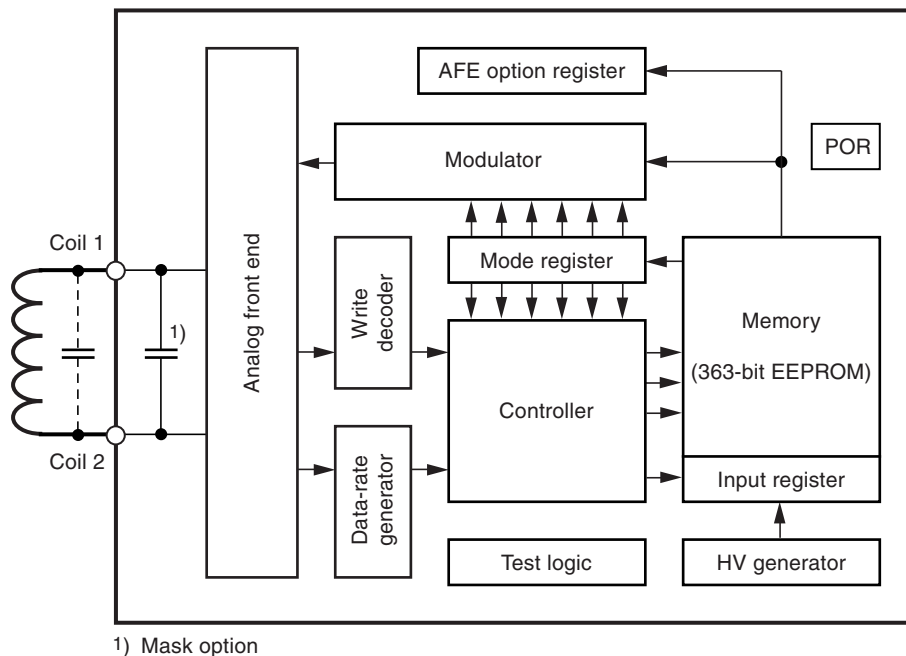 AFE option register
Modulator
POR
Coil 1
Analog front end
Write
decoder
Mode register
Memory
(363-bit EEPROM)
1)
Controller
Coil 2
Data-rate
generator
Input register
Test logic
HV generator
1) Mask option